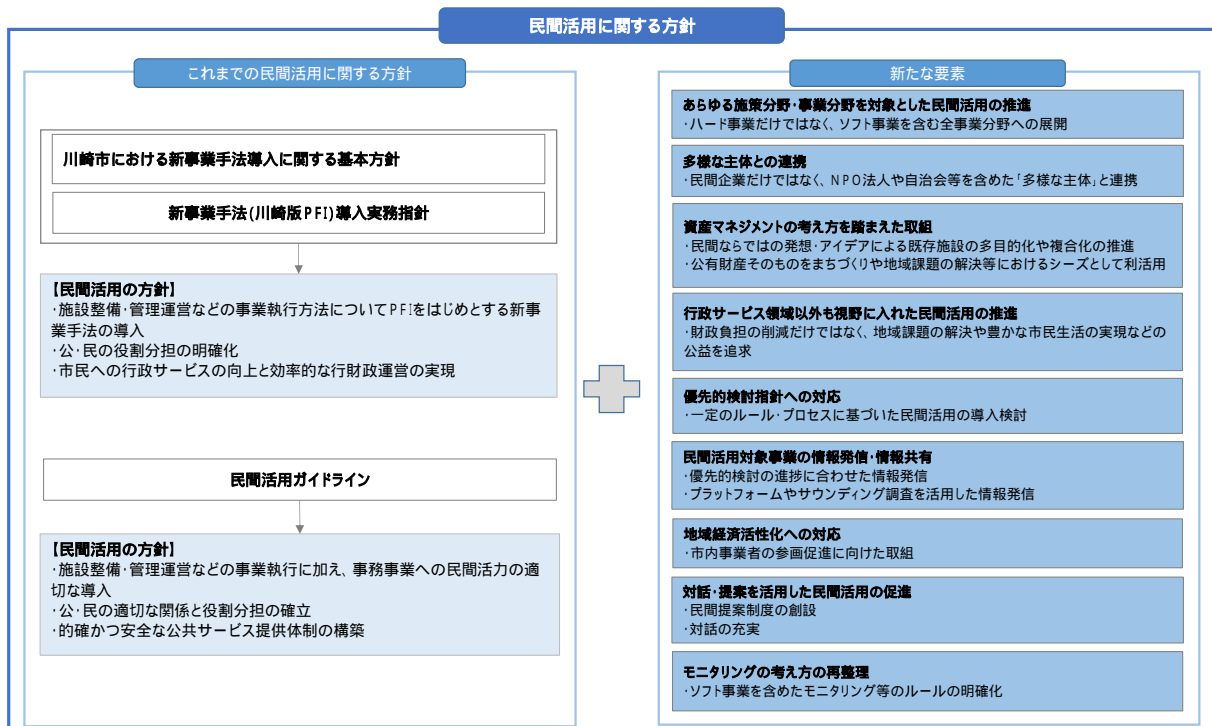 民間活用に関する方針
これまでの民間活用に関する方針
川崎市における新事業手法導入に関する基本方針
新事業手法(川崎版PFI)導入実務指針
【民間活用の方針】
・施設整備・管理運営などの事業執行方法についてPFIをはじめとする新事
業手法の導入
・公・民の役割分担の明確化
・市民への行政サービスの向上と効率的な行財政運営の実現
民間活用ガイドライン
【民間活用の方針】
・施設整備・管理運営などの事業執行に加え、事務事業への民間活力の適
切な導入
・公・民の適切な関係と役割分担の確立
・的確かつ安全な公共サービス提供体制の構築
新たな要素
あらゆる施策分野・事業分野を対象とした民間活用の推進
・ハード事業だけではなく、ソフト事業を含む全事業分野への展開
多様な主体との連携
・民間企業だけではなく、NPO法人や自治会等を含めた「多様な主体」と連携
資産マネジメントの考え方を踏まえた取組
・民間ならではの発想・アイデアによる既存施設の多目的化や複合化の推進
・公有財産そのものをまちづくりや地域課題の解決等におけるシーズとして利活用
行政サービス領域以外も視野に入れた民間活用の推進
・財政負担の削減だけではなく、地域課題の解決や豊かな市民生活の実現などの
公益を追求
優先的検討指針への対応
・一定のルール・プロセスに基づいた民間活用の導入検討
民間活用対象事業の情報発信・情報共有
・優先的検討の進捗に合わせた情報発信
・プラットフォームやサウンディング調査を活用した情報発信
地域経済活性化への対応
・市内事業者の参画促進に向けた取組
対話・提案を活用した民間活用の促進
・民間提案制度の創設
・対話の充実
モニタリングの考え方の再整理
・ソフト事業を含めたモニタリング等のルールの明確化